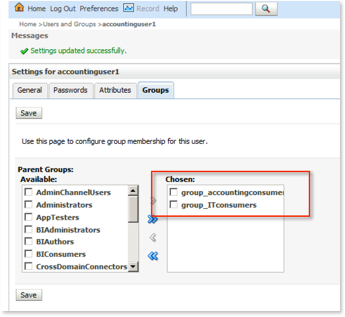 Home Log Out Preferences Record Help
Home > Users and Groups > accountinguser1
Messages
Settings updated successfully.
Settings for accountinguser1
General Passwords Attributes Groups
Save
Use this page to configure group membership for this user.
Parent Groups:
Available: Chosen:
AdminChannelUsers
Administrators
AppTesters
BIAdministrators
BIAuthors
BIConsumers
CrossDomainConnectors
group_accountingconsumer
group_ITconsumers
Save